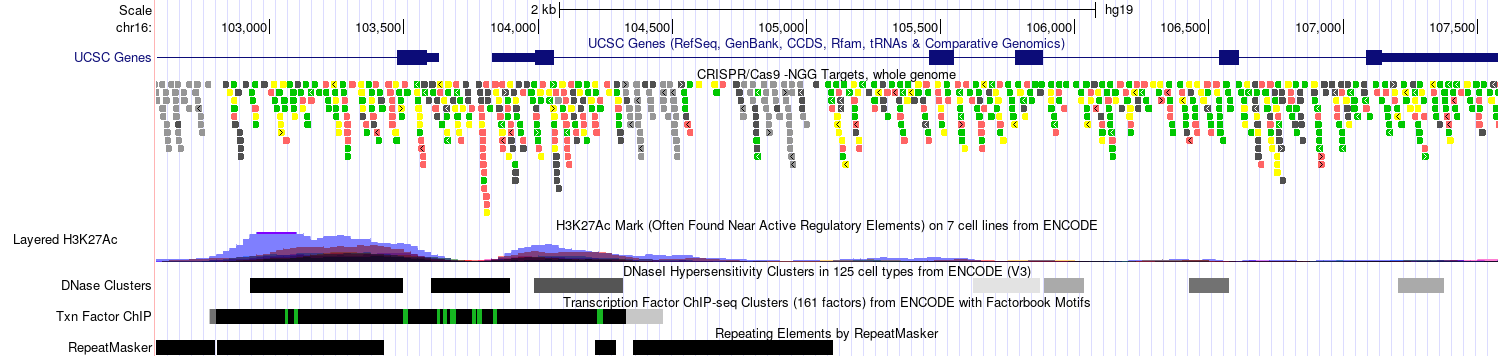 Scale 2 kb hg19
chr16: 103,000 103,500 104,000 104,500 105,000 105,500 106,000 106,500 107,000 107,500
UCSC Genes (RefSeq, GenBank, CCDS, Rfam, tRNAs & Comparative Genomics)
UCSC Genes
CRISPR/Cas9 -NGG Targets, whole genome
H3K27Ac Mark (Often Found Near Active Regulatory Elements) on 7 cell lines from ENCODE
Layered H3K27Ac
DNaseI Hypersensitivity Clusters in 125 cell types from ENCODE (V3)
DNase Clusters
Transcription Factor ChIP-seq Clusters (161 factors) from ENCODE with Factorbook Motifs
Txn Factor ChIP
Repeating Elements by RepeatMasker
RepeatMasker